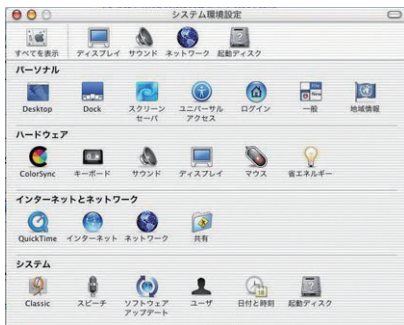 システム環境設定
すべてを表示 ディスプレイ サウンド ネットワーク 起動ディスク
パーソナル
Desktop Dock スクリーン セーバ ユニバーサル アクセス ログイン 一般 地域情報
ハードウェア
ColorSync キーボード サウンド ディスプレイ マウス 省エネルギー
インターネットとネットワーク
QuickTime インターネット ネットワーク 共有
システム
Classic スピーチ ソフトウェア アップデート ユーザ 日付と時刻 起動ディスク